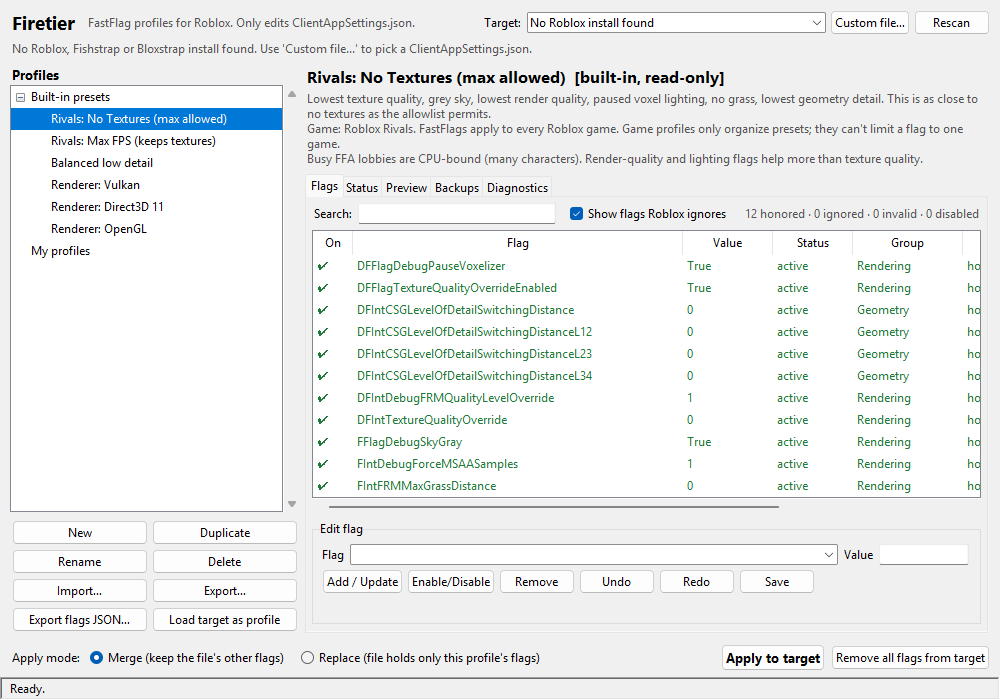 Firetier FastFlag profiles for Roblox. Only edits ClientAppSettings.json. Target: No Roblox install found Custom file... Rescan
No Roblox, Fishstrap or Bloxstrap install found. Use 'Custom file...' to pick a ClientAppSettings.json.
Profiles
Built-in presets
Rivals: No Textures (max allowed)
Rivals: Max FPS (keeps textures)
Balanced low detail
Renderer: Vulkan
Renderer: Direct3D 11
Renderer: OpenGL
My profiles
New Duplicate
Rename Delete
Import... Export...
Export flags JSON... Load target as profile
Rivals: No Textures (max allowed) [built-in, read-only]
Lowest texture quality, grey sky, lowest render quality, paused voxel lighting, no grass, lowest geometry detail. This is as close to
no textures as the allowlist permits.
Game: Roblox Rivals. FastFlags apply to every Roblox game. Game profiles only organize presets; they can't limit a flag to one
game.
Busy FFA lobbies are CPU-bound (many characters). Render-quality and lighting flags help more than texture quality.
Flags Status Preview Backups Diagnostics
Search: Show flags Roblox ignores 12 honored · 0 ignored · 0 invalid · 0 disabled
On Flag Value Status Group
DFFlagDebugPauseVoxelizer True active Rendering ho
DFFlagTextureQualityOverrideEnabled True active Rendering ho
DFIntCSGLevelOfDetailSwitchingDistance 0 active Geometry ho
DFIntCSGLevelOfDetailSwitchingDistanceL12 0 active Geometry ho
DFIntCSGLevelOfDetailSwitchingDistanceL23 0 active Geometry ho
DFIntCSGLevelOfDetailSwitchingDistanceL34 0 active Geometry ho
DFIntDebugFRMQualityLevelOverride 1 active Rendering ho
DFIntTextureQualityOverride 0 active Rendering ho
FFlagDebugSkyGray True active Rendering ho
FIntDebugForceMSAASamples 1 active Rendering ho
FIntFRMMaxGrassDistance 0 active Rendering ho
Edit flag
Flag Value
Add / Update Enable/Disable Remove Undo Redo Save
Apply mode: Merge (keep the file's other flags) Replace (file holds only this profile's flags) Apply to target Remove all flags from target
Ready.